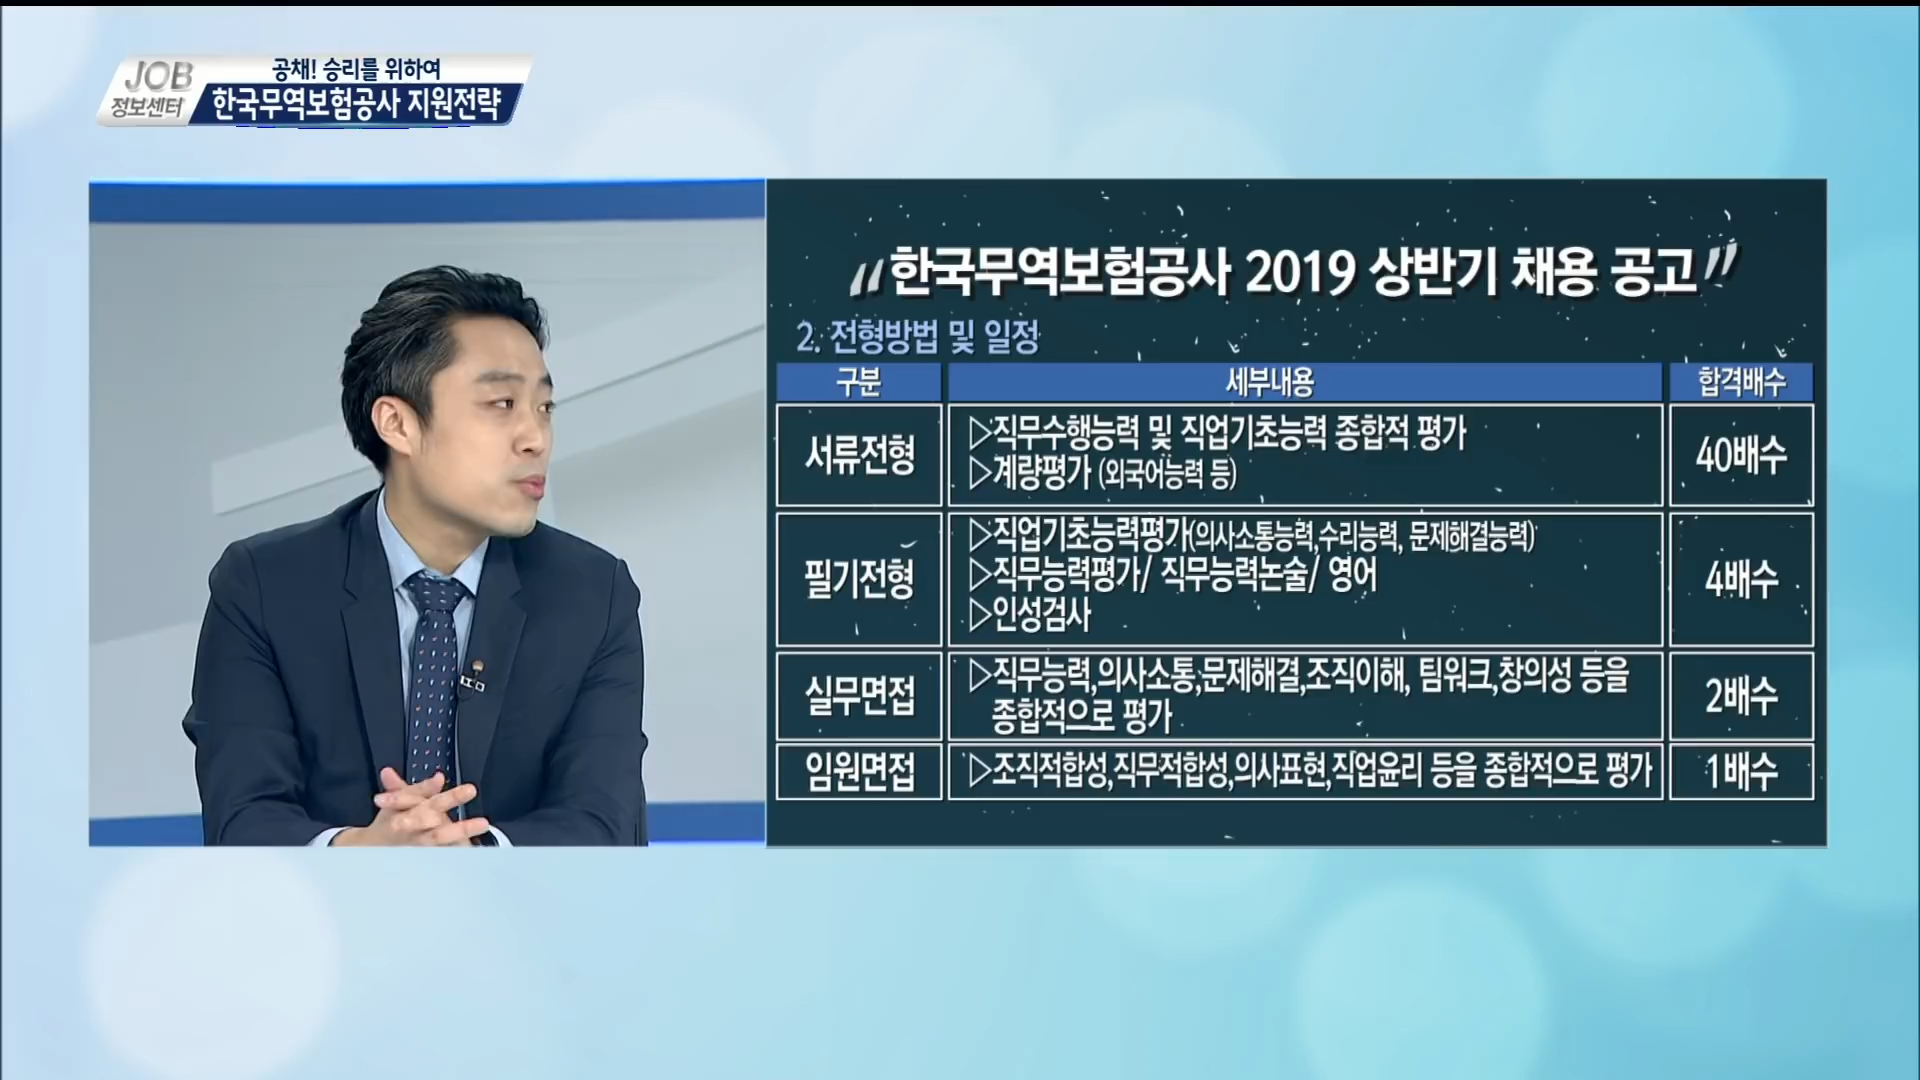 JOB
정보센터
공채! 승리를 위하여
한국무역보험공사 지원전략
"한국무역보험공사 2019 상반기 채용 공고"
2. 전형방법 및 일정
구분 세부내용 합격배수
서류전형
▷직무수행능력 및 직업기초능력 종합적 평가
▷계량평가 (외국어능력 등)
40배수
필기전형
▷직업기초능력평가(의사소통능력,수리능력, 문제해결능력)
▷직무능력평가/ 직무능력논술/ 영어
▷인성검사
4배수
실무면접
▷직무능력,의사소통,문제해결,조직이해, 팀워크,창의성 등을
종합적으로 평가
2배수
임원면접
▷조직적합성,직무적합성,의사표현,직업윤리 등을 종합적으로 평가
1배수